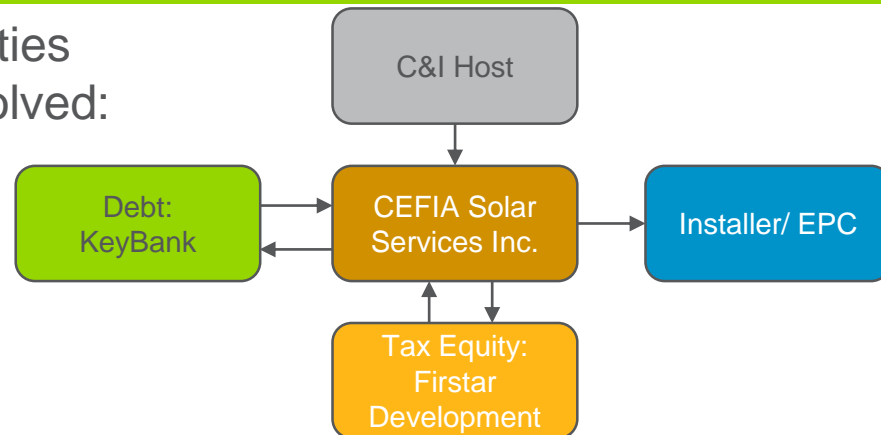 ties
olved:
C&I Host
Debt:
KeyBank
CEFIA Solar
Services Inc.
Installer/ EPC
Tax Equity:
Firstar
Development